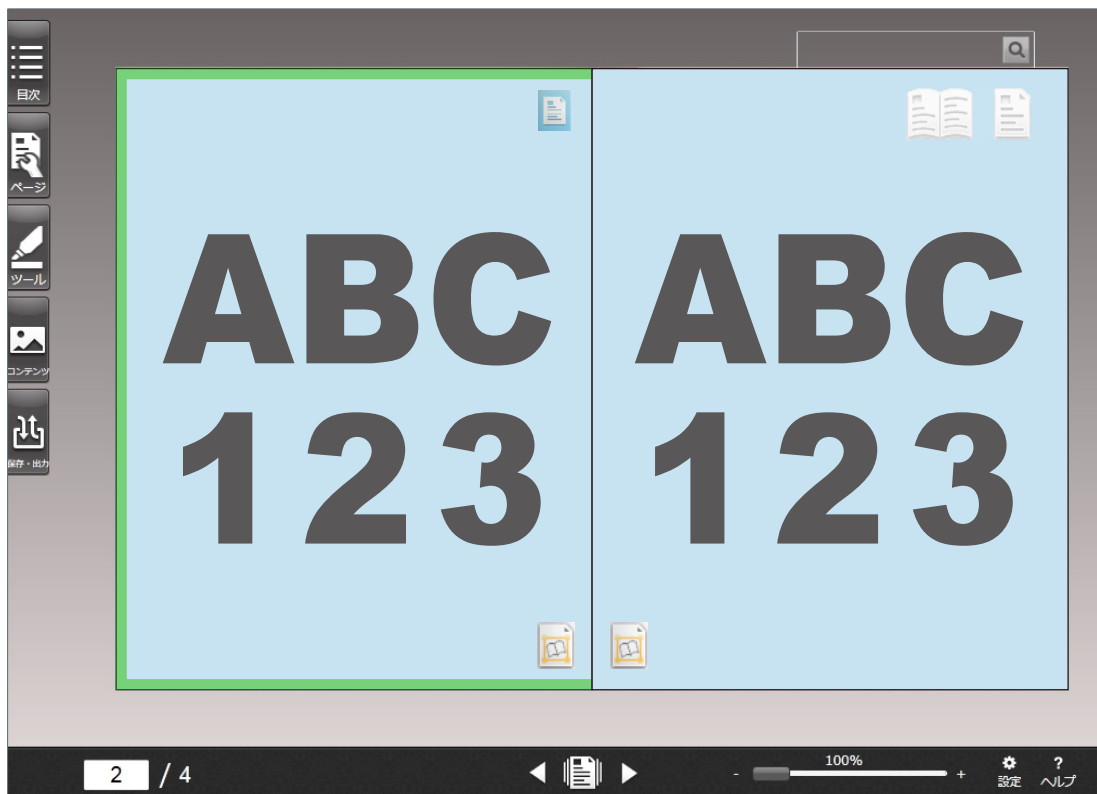 目次
ページ
ツール
コンテンツ
保存・出力
ABC
123
ABC
123
2 / 4
- 100% +
設定
? ヘルプ